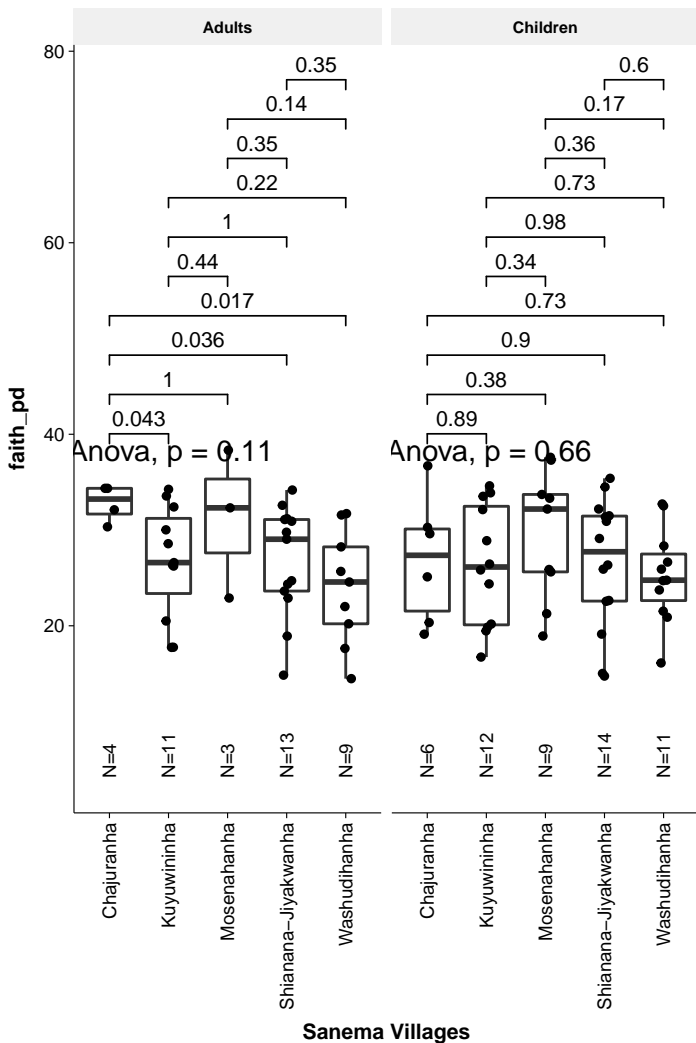 Adults Children
80
0.35 0.6
0.14 0.17
0.35 0.36
0.22 0.73
60
1 0.98
0.44 0.34
0.017 0.73
0.036 0.9
1 0.38
0.043 0.89
40
Anova, p = 0.11 Anova, p = 0.66
faith_pd
20
N=4 N=11 N=3 N=13 N=9 N=6 N=12 N=9 N=14 N=11
Chajuranha Kuyuwininha Mosenahanha Shianana−Jiyakwanha Washudihanha Chajuranha Kuyuwininha Mosenahanha Shianana−Jiyakwanha Washudihanha
Sanema Villages